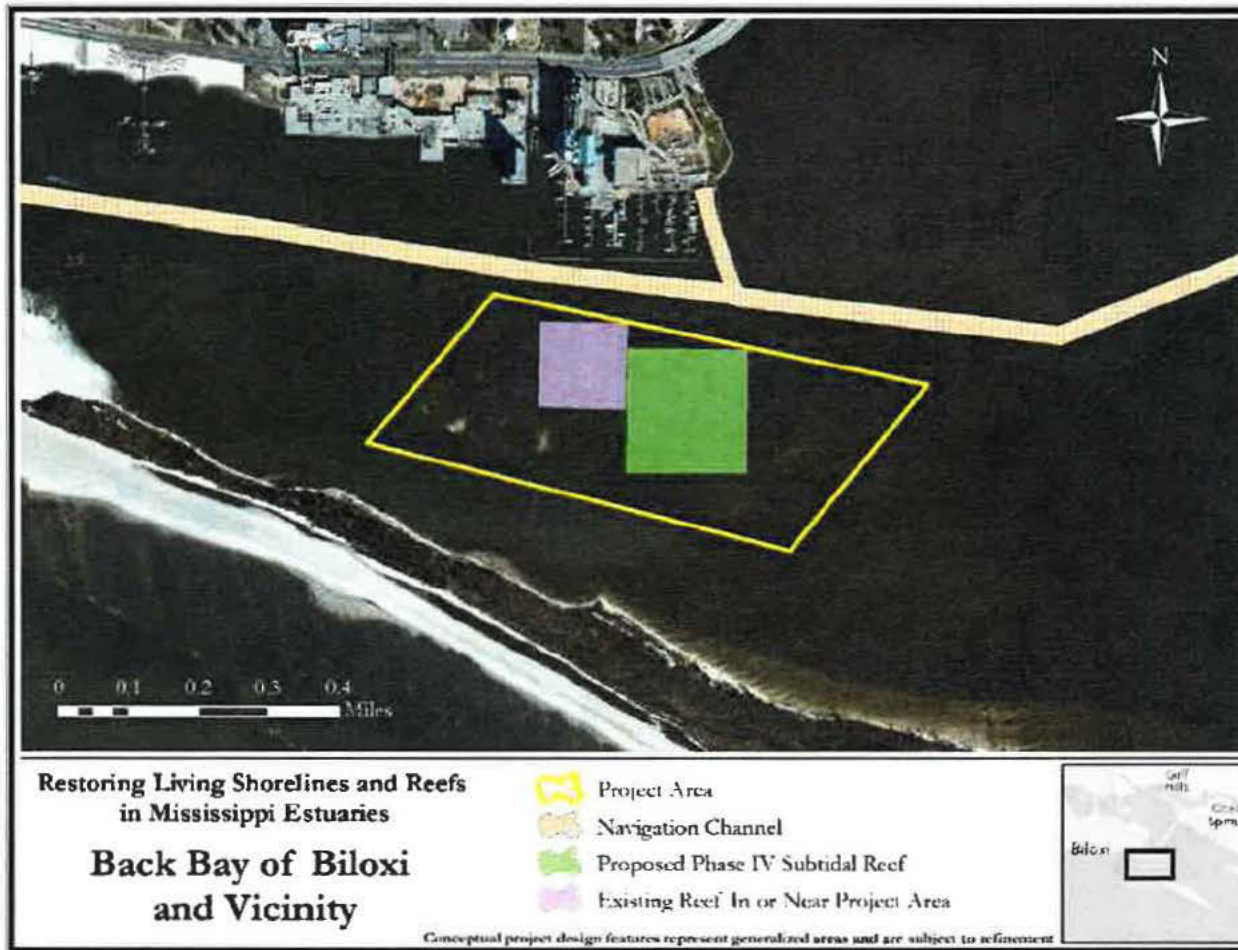 N
0 0.1 0.2 0.3 0.4
Miles
Restoring Living Shorelines and Reefs
in Mississippi Estuaries
Back Bay of Biloxi
and Vicinity
Project Area
Navigation Channel
Proposed Phase IV Subtidal Reef
Existing Reef In or Near Project Area
Biloxi
Conceptual project design features represent generalized areas and are subject to refinement